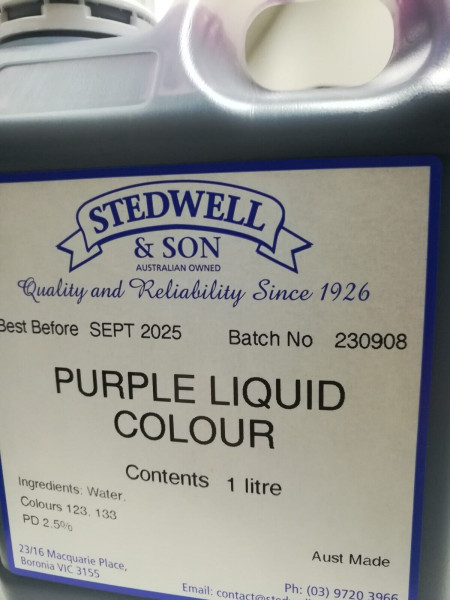 STEDWELL
& SON
AUSTRALIAN OWNED
Quality and Reliability Since 1926
Best Before SEPT 2025 Batch No 230908
PURPLE LIQUID
COLOUR
Contents 1 litre
Ingredients: Water.
Colours 123, 133
PD 2.5%
Aust Made
23/16 Macquarie Place,
Boronia VIC 3155
Ph: (03) 9720 3966
Email: